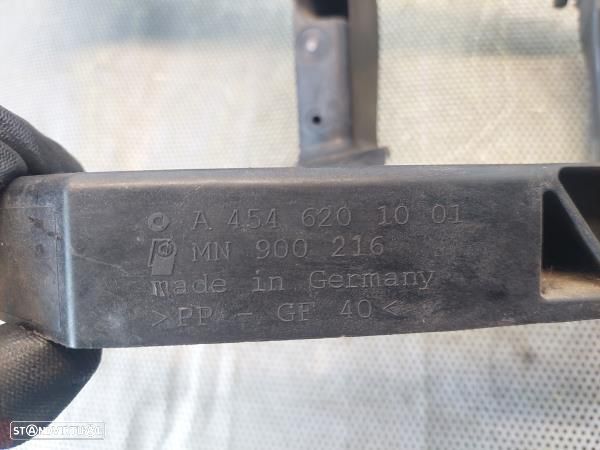 A 454 620 10 01
MN 900 216
made in Germany
>PP - GF 40<
STANDVIRTUAL